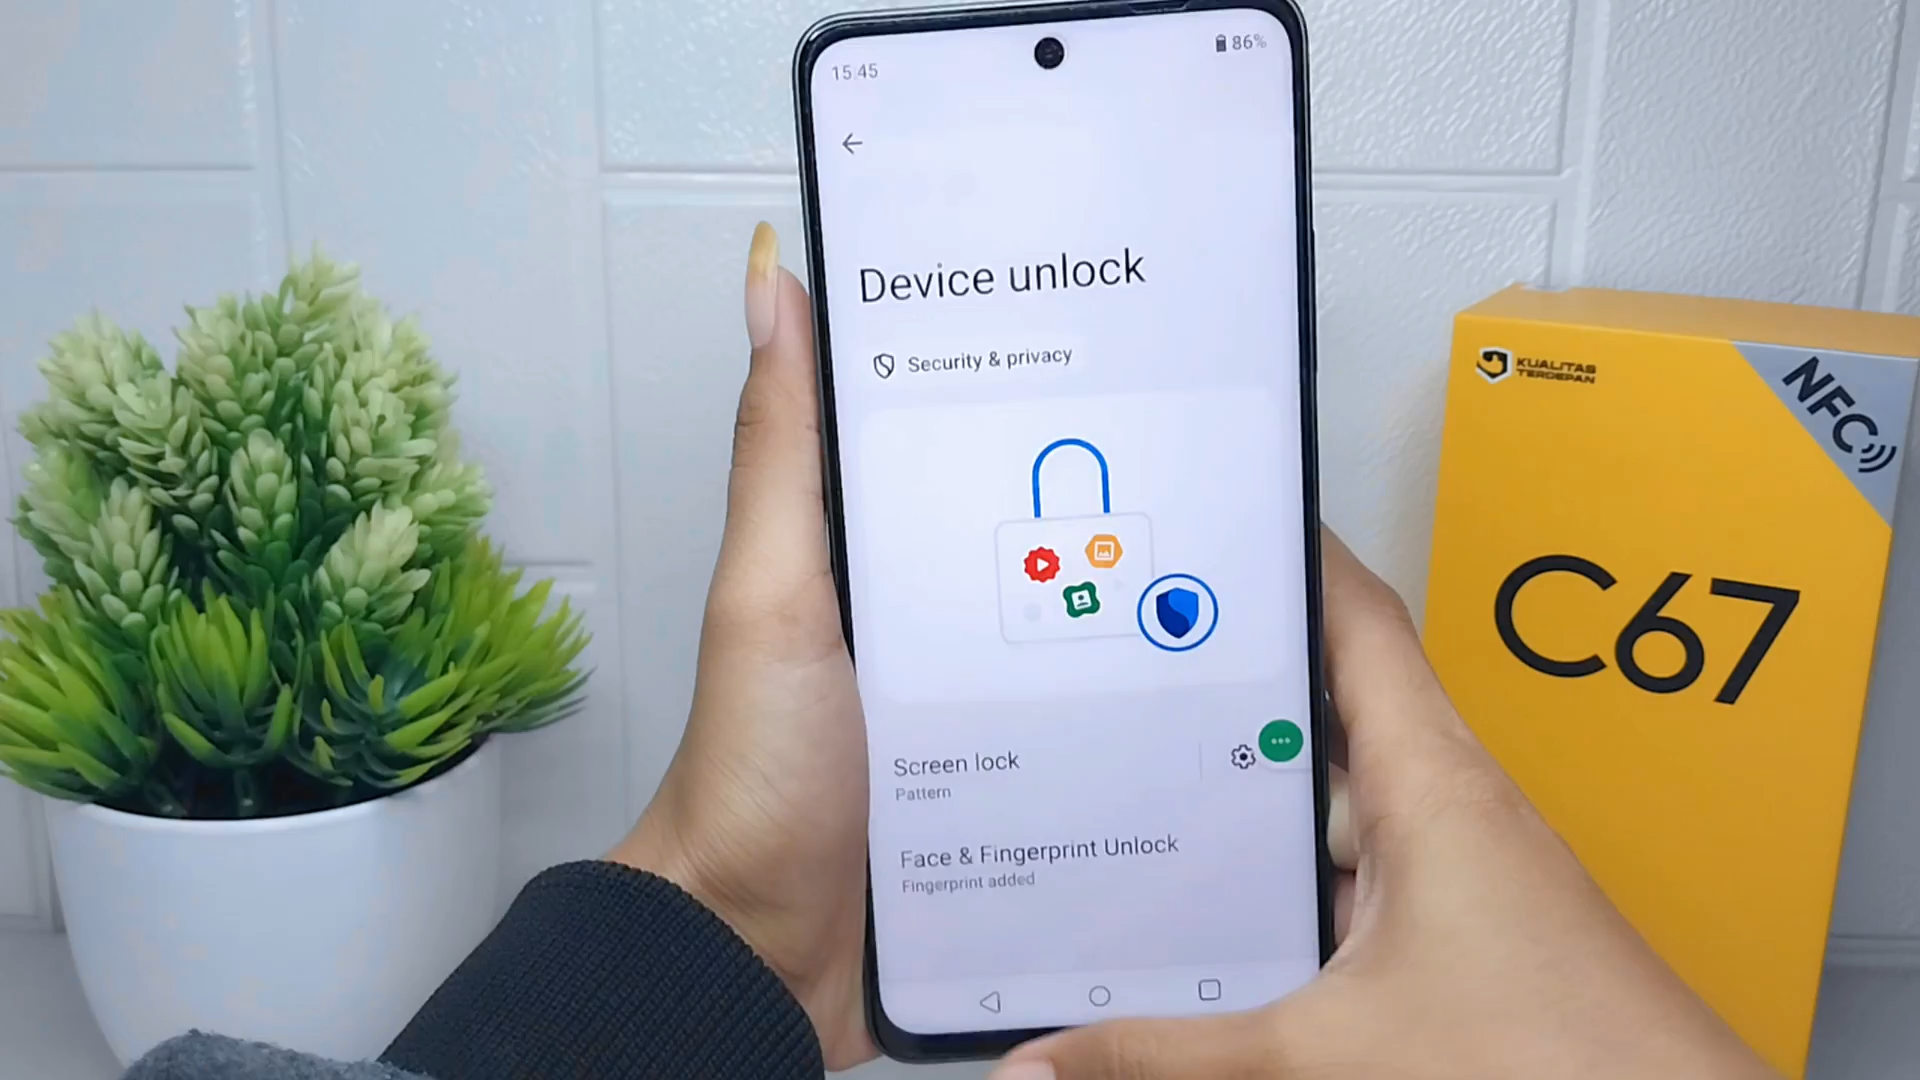 15:45
86%
Device unlock
Security & privacy
Screen lock
Pattern
Face & Fingerprint Unlock
Fingerprint added
KUALITAS
TERDEPAN
NFC
C67